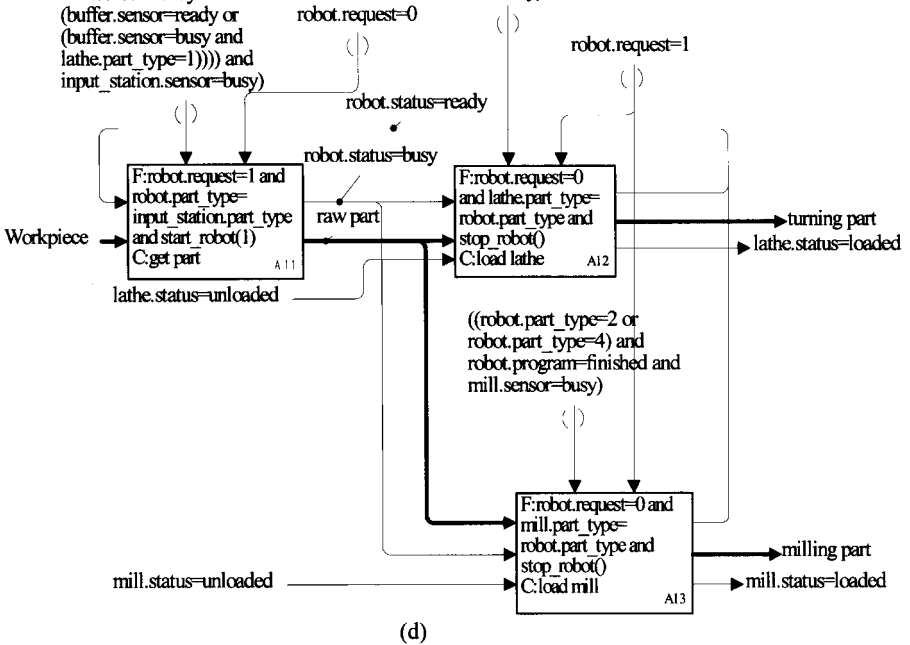 (buffer.sensor=ready or
(buffer.sensor=busy and
lathe.part_type=1)))) and
input_station.sensor=busy)
robot.request=0
robot.request=1
( )
( )
( )
( )
robot.status=ready
robot.status=busy
raw part
Workpiece
F:robot.request=1 and
robot.part_type=
input_station.part_type
and start_robot(1)
C:get part
A11
F:robot.request=0
and lathe.part_type=
robot.part_type and
stop_robot()
C:load lathe
A12
turning part
lathe.status=loaded
lathe.status=unloaded
((robot.part_type=2 or
robot.part_type=4) and
robot.program=finished and
mill.sensor=busy)
( )
F:robot.request=0 and
mill.part_type=
robot.part_type and
stop_robot()
C:load mill
A13
milling part
mill.status=loaded
mill.status=unloaded
(d)